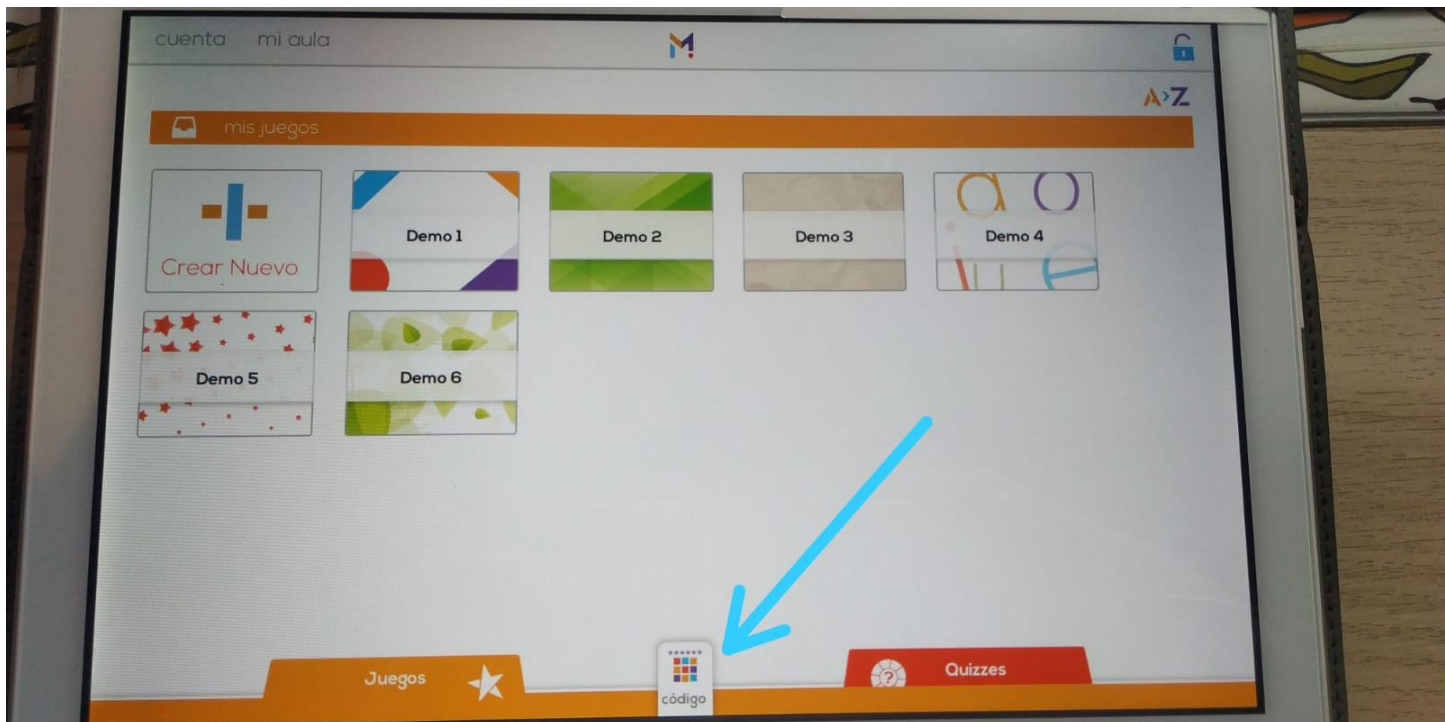 cuenta mi aula
M
A>Z
mis juegos
Crear Nuevo
Demo 1
Demo 2
Demo 3
a o
Demo 4
i u e
Demo 5
Demo 6
Juegos
******
código
?
Quizzes